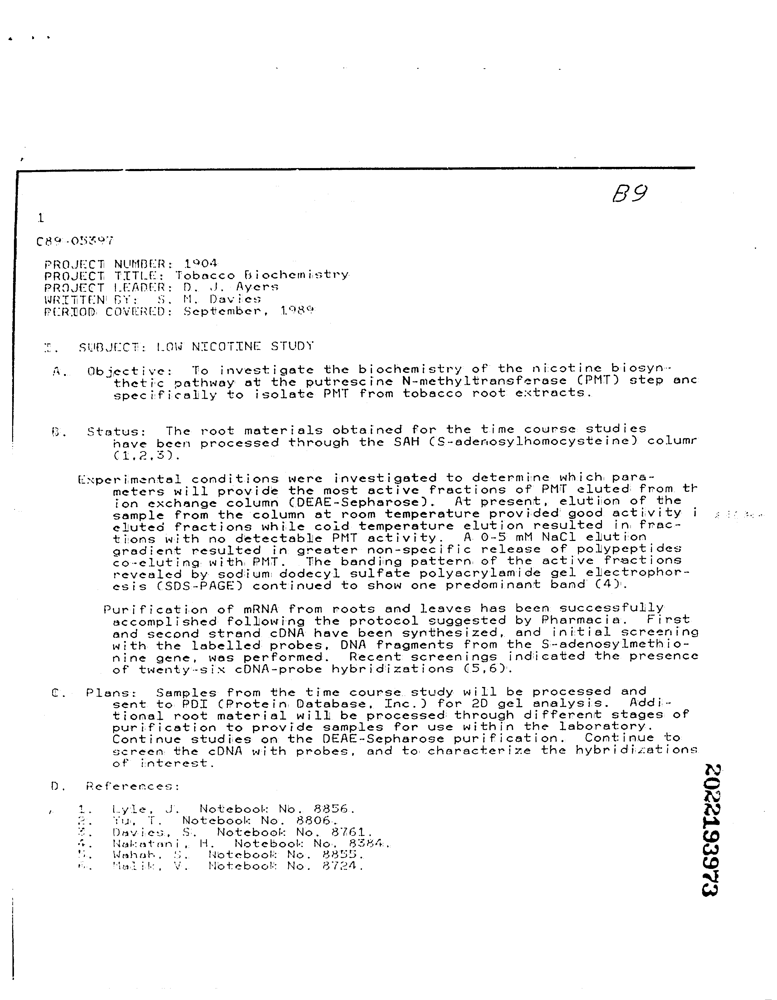 B9
1
C89-05397
PROJECT NUMBER: 1904
PROJECT TITLE: Tobacco Biochemistry
PROJECT LEADER: D. J. Ayers
WRITTEN BY: S. M. Davies
PERIOD COVERED: September, 1989
I. SUBJECT: LOW NICOTINE STUDY
A. Objective: To investigate the biochemistry of the nicotine biosyn-
thetic pathway at the putrescine N-methyltransferase (PMT) step anc
specifically to isolate PMT from tobacco root extracts.
B. Status: The root materials obtained for the time course studies
have been processed through the SAH (S-adenosylhomocysteine) columr
(1,2,3).
Experimental conditions were investigated to determine which para-
meters will provide the most active fractions of PMT eluted from th
ion exchange column (DEAE-Sepharose). At present, elution of the
sample from the column at room temperature provided good activity i
eluted fractions while cold temperature elution resulted in frac-
tions with no detectable PMT activity. A 0-5 mM NaCl elution
gradient resulted in greater non-specific release of polypeptides
co-eluting with PMT. The banding pattern of the active fractions
revealed by sodium dodecyl sulfate polyacrylamide gel electrophor-
esis (SDS-PAGE) continued to show one predominant band (4).
Purification of mRNA from roots and leaves has been successfully
accomplished following the protocol suggested by Pharmacia. First
and second strand cDNA have been synthesized, and initial screening
with the labelled probes, DNA fragments from the S-adenosylmethio-
nine gene, was performed. Recent screenings indicated the presence
of twenty-six cDNA-probe hybridizations (5,6).
C. Plans: Samples from the time course study will be processed and
sent to PDI (Protein Database, Inc.) for 2D gel analysis. Addi-
tional root material will be processed through different stages of
purification to provide samples for use within the laboratory.
Continue studies on the DEAE-Sepharose purification. Continue to
screen the cDNA with probes, and to characterize the hybridizations
of interest.
D. References:
1. Lyle, J. Notebook No. 8856.
2. Yu, T. Notebook No. 8806.
3. Davies, S. Notebook No. 8761.
4. Nakatani, H. Notebook No. 8384.
5. Wahab, S. Notebook No. 8855.
6. Malik, V. Notebook No. 8724.
2022193973